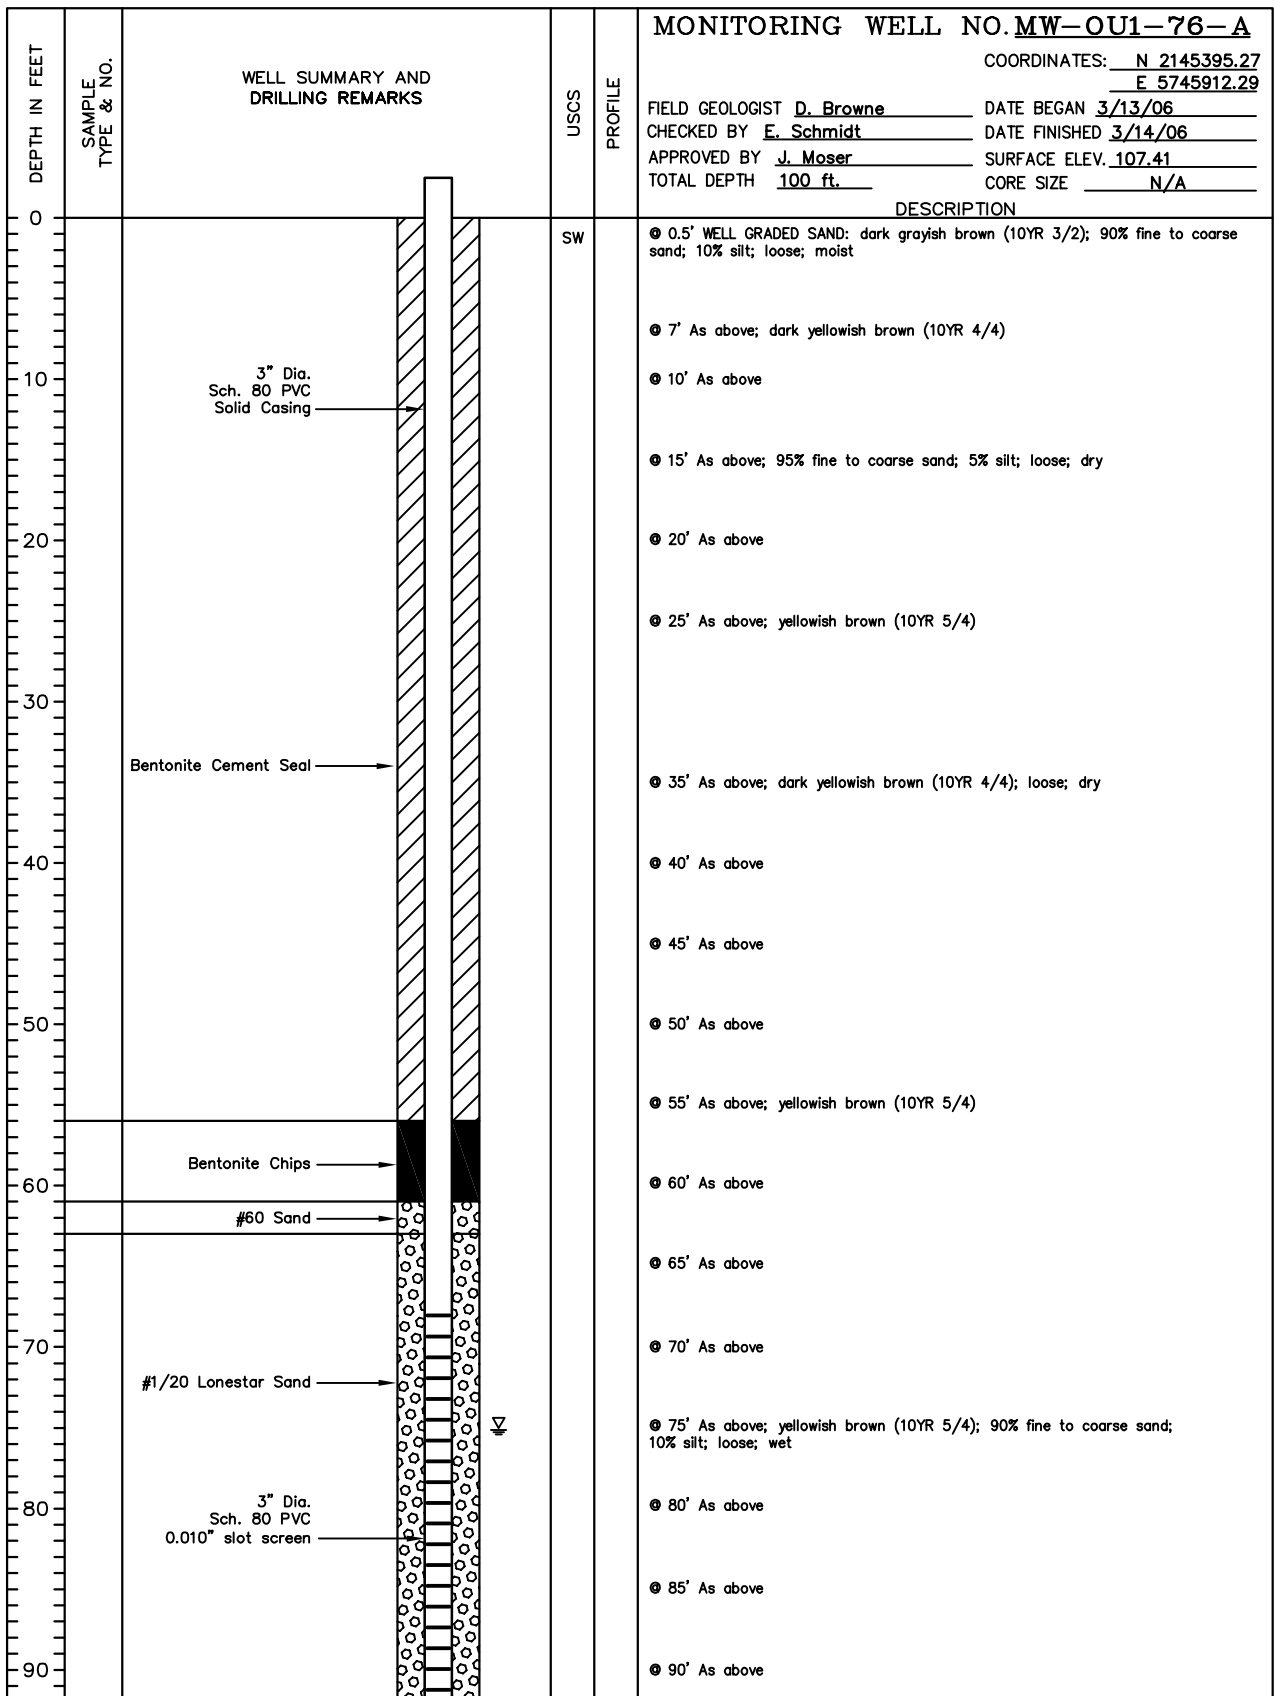 MONITORING WELL NO. MW-OU1-76-A
COORDINATES: N 2145395.27
E 5745912.29
FIELD GEOLOGIST D. Browne
DATE BEGAN 3/13/06
CHECKED BY E. Schmidt
DATE FINISHED 3/14/06
APPROVED BY J. Moser
SURFACE ELEV. 107.41
TOTAL DEPTH 100 ft.
CORE SIZE N/A
DEPTH IN FEET
SAMPLE
TYPE & NO.
WELL SUMMARY AND
DRILLING REMARKS
USCS
PROFILE
DESCRIPTION
0
SW
@ 0.5' WELL GRADED SAND: dark grayish brown (10YR 3/2); 90% fine to coarse
sand; 10% silt; loose; moist
@ 7' As above; dark yellowish brown (10YR 4/4)
10
3" Dia.
Sch. 80 PVC
Solid Casing
@ 10' As above
@ 15' As above; 95% fine to coarse sand; 5% silt; loose; dry
20
@ 20' As above
@ 25' As above; yellowish brown (10YR 5/4)
30
Bentonite Cement Seal
@ 35' As above; dark yellowish brown (10YR 4/4); loose; dry
40
@ 40' As above
@ 45' As above
50
@ 50' As above
@ 55' As above; yellowish brown (10YR 5/4)
Bentonite Chips
60
@ 60' As above
#60 Sand
@ 65' As above
70
@ 70' As above
#1/20 Lonestar Sand
@ 75' As above; yellowish brown (10YR 5/4); 90% fine to coarse sand;
10% silt; loose; wet
80
3" Dia.
Sch. 80 PVC
0.010" slot screen
@ 80' As above
@ 85' As above
90
@ 90' As above